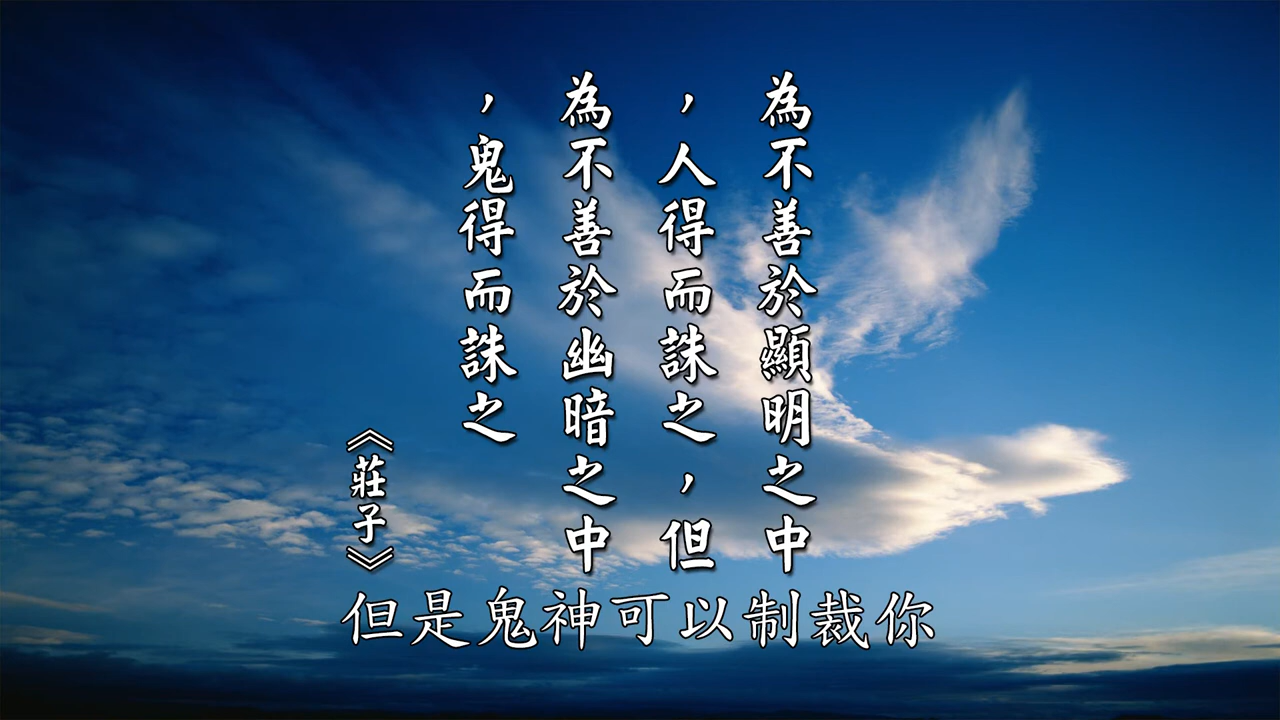 為不善於顯明之中
，人得而誅之，但
為不善於幽暗之中
，鬼得而誅之
《莊子》
但是鬼神可以制裁你